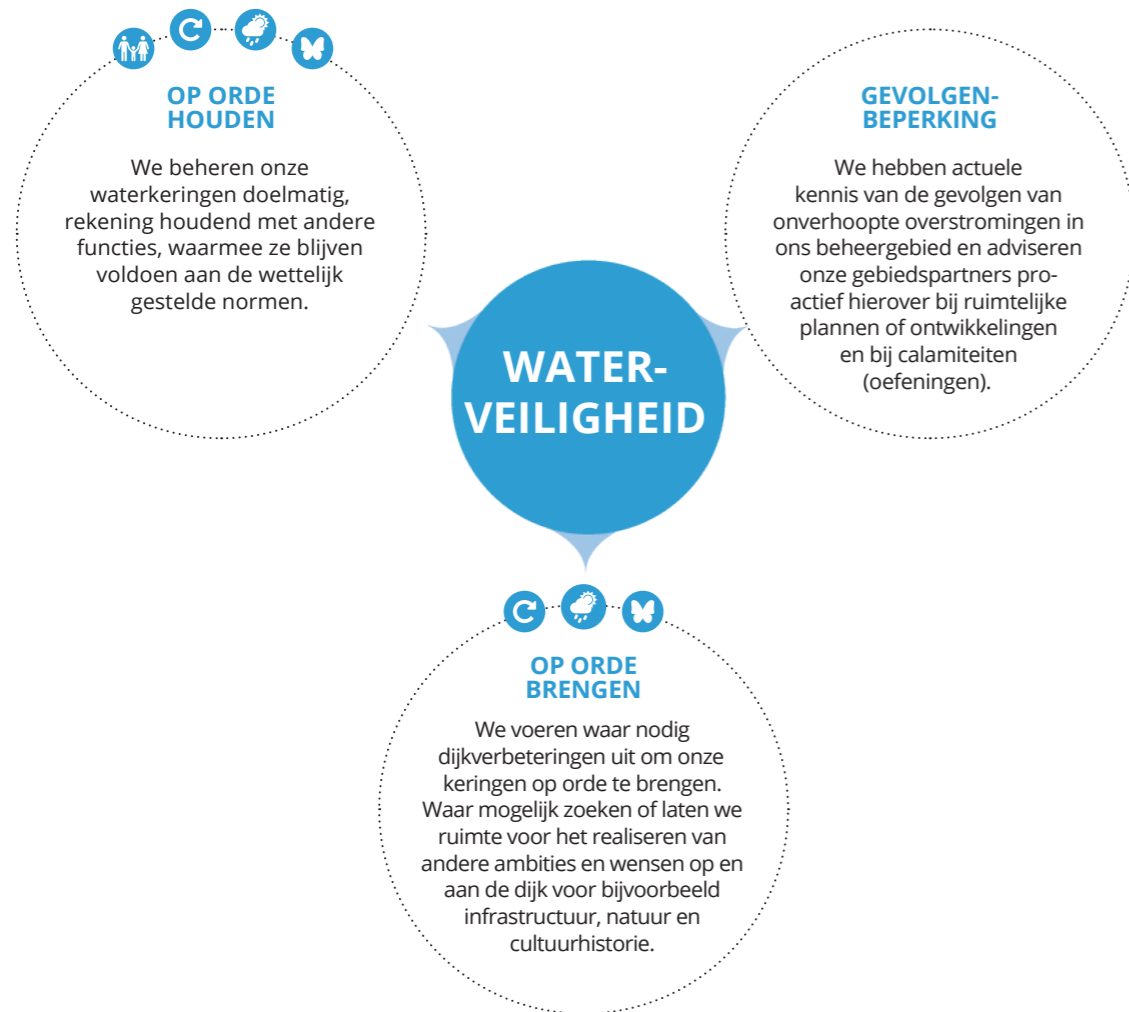 OP ORDE
HOUDEN
We beheren onze
waterkeringen doelmatig,
rekening houdend met andere
functies, waarmee ze blijven
voldoen aan de wettelijk
gestelde normen.
GEVOLGEN-
BEPERKING
We hebben actuele
kennis van de gevolgen van
onverhoopte overstromingen in
ons beheergebied en adviseren
onze gebiedspartners pro-
actief hierover bij ruimtelijke
plannen of ontwikkelingen
en bij calamiteiten
(oefeningen).
WATER-
VEILIGHEID
OP ORDE
BRENGEN
We voeren waar nodig
dijkverbeteringen uit om onze
keringen op orde te brengen.
Waar mogelijk zoeken of laten we
ruimte voor het realiseren van
andere ambities en wensen op en
aan de dijk voor bijvoorbeeld
infrastructuur, natuur en
cultuurhistorie.